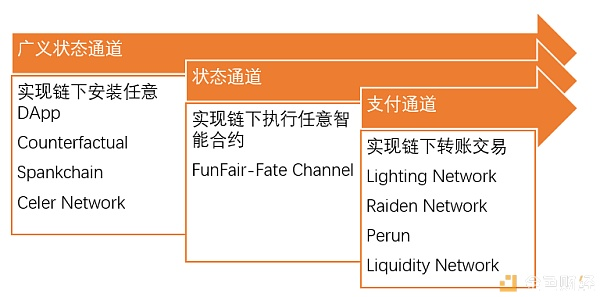 广义状态通道
实现链下安装任意
DApp
Counterfactual
Spankchain
Celer Network
状态通道
实现链下执行任意智
能合约
FunFair-Fate Channel
支付通道
实现链下转账交易
Lighting Network
Raiden Network
Perun
Liquidity Network